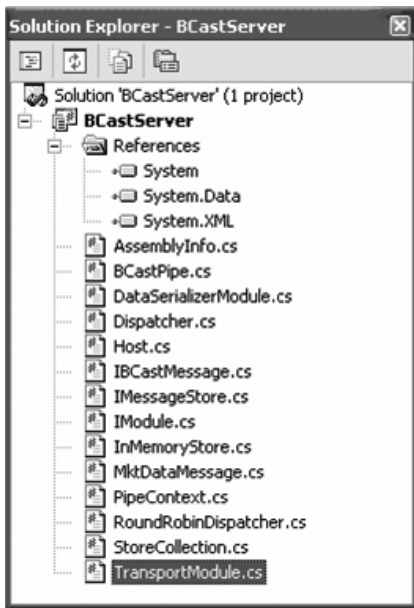 Solution Explorer - BCastServer
Solution 'BCastServer' (1 project)
BCastServer
References
System
System.Data
System.XML
AssemblyInfo.cs
BCastPipe.cs
DataSerializerModule.cs
Dispatcher.cs
Host.cs
IBCastMessage.cs
IMessageStore.cs
IModule.cs
InMemoryStore.cs
MktDataMessage.cs
PipeContext.cs
RoundRobinDispatcher.cs
StoreCollection.cs
TransportModule.cs